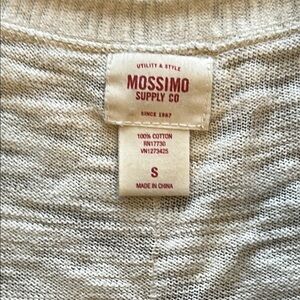 UTILITY & STYLE
MOSSIMO
SUPPLY CO
SINCE 1987
100% COTTON
RN17730
VN1273425
S
MADE IN CHINA